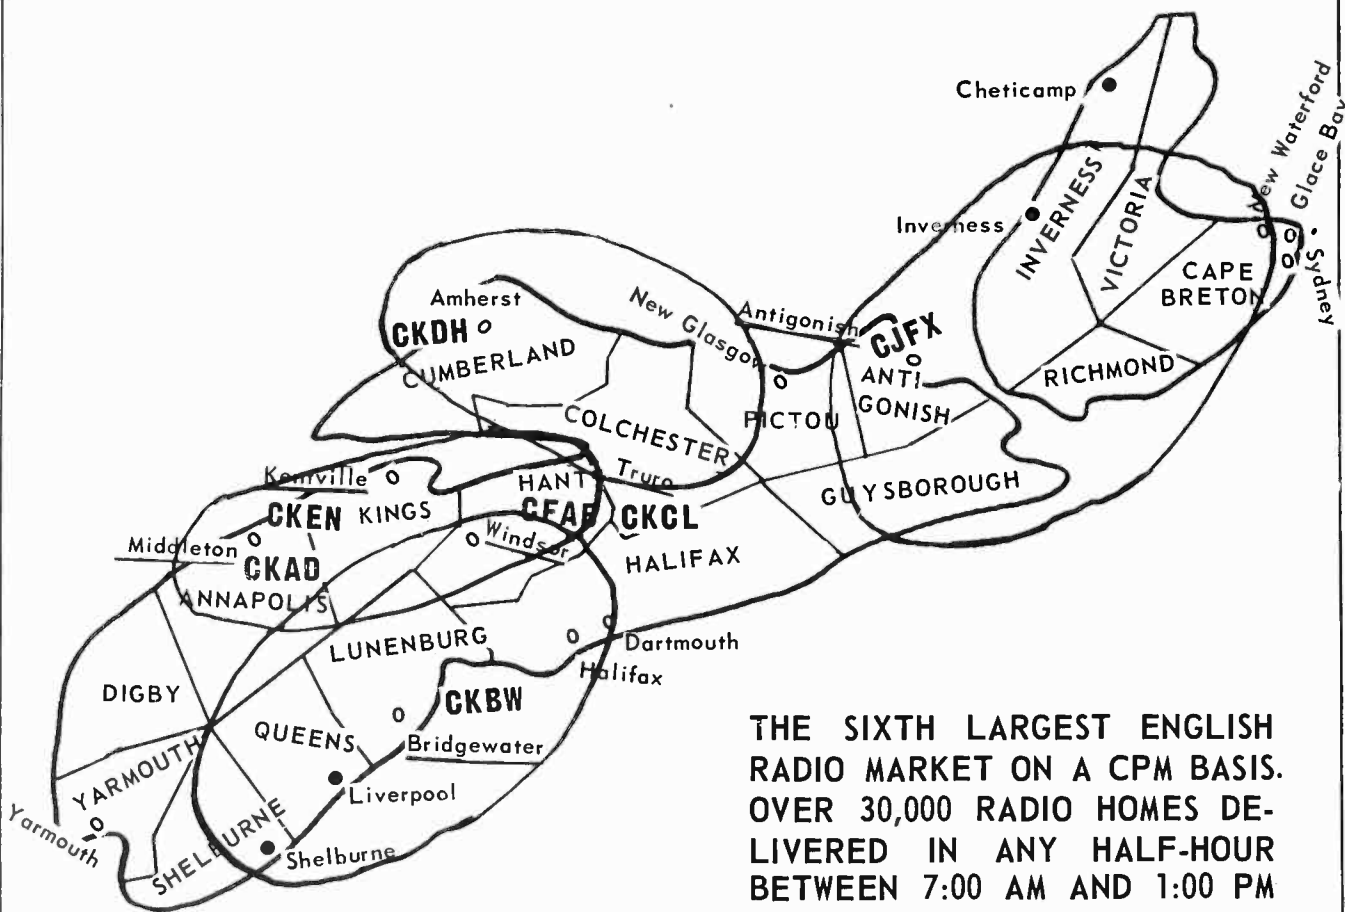 Cheticamp
New Waterford
Glace Bay
Sydney
Inverness
INVERNESS
VICTORIA
CAPE
BRETON
RICHMOND
Amherst
CKDH
CUMBERLAND
New Glasgow
Antigonish
CJFX
ANTI
GONISH
PICTOU
COLCHESTER
Truro
GUYSBOROUGH
Kentville
HANT
CKEN
KINGS
CFAB
CKCL
Windsor
HALIFAX
Middleton
CKAD
ANNAPOLIS
LUNENBURG
Dartmouth
Halifax
DIGBY
CKBW
QUEENS
Bridgewater
YARMOUTH
Liverpool
Yarmouth
SHELBURNE
Shelburne
THE SIXTH LARGEST ENGLISH
RADIO MARKET ON A CPM BASIS.
OVER 30,000 RADIO HOMES DE-
LIVERED IN ANY HALF-HOUR
BETWEEN 7:00 AM AND 1:00 PM